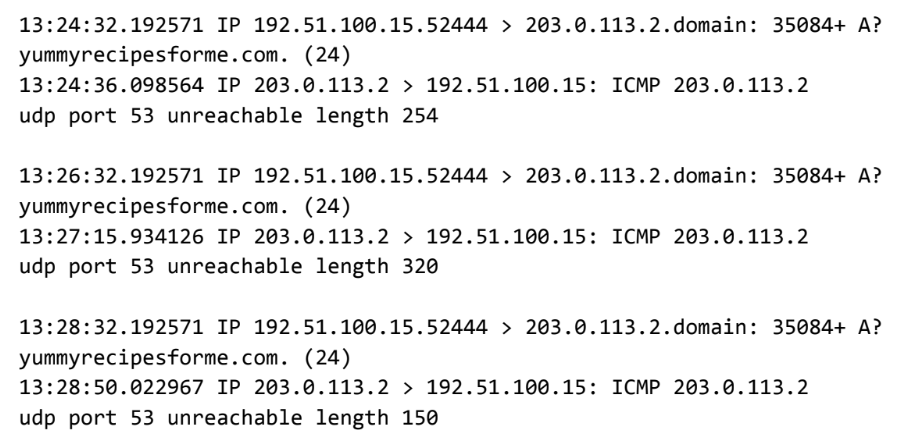 13:24:32.192571 IP 192.51.100.15.52444 > 203.0.113.2.domain: 35084+ A?
yummyrecipesforme.com. (24)
13:24:36.098564 IP 203.0.113.2 > 192.51.100.15: ICMP 203.0.113.2
udp port 53 unreachable length 254
13:26:32.192571 IP 192.51.100.15.52444 > 203.0.113.2.domain: 35084+ A?
yummyrecipesforme.com. (24)
13:27:15.934126 IP 203.0.113.2 > 192.51.100.15: ICMP 203.0.113.2
udp port 53 unreachable length 320
13:28:32.192571 IP 192.51.100.15.52444 > 203.0.113.2.domain: 35084+ A?
yummyrecipesforme.com. (24)
13:28:50.022967 IP 203.0.113.2 > 192.51.100.15: ICMP 203.0.113.2
udp port 53 unreachable length 150